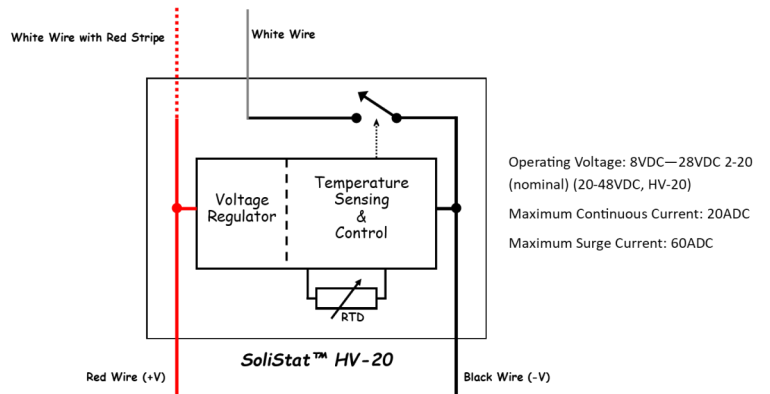 White Wire with Red Stripe
White Wire
Voltage
Regulator
Temperature
Sensing
&
Control
RTD
SoliStat™ HV-20
Red Wire (+V)
Black Wire (-V)
Operating Voltage: 8VDC—28VDC 2-20
(nominal) (20-48VDC, HV-20)
Maximum Continuous Current: 20ADC
Maximum Surge Current: 60ADC